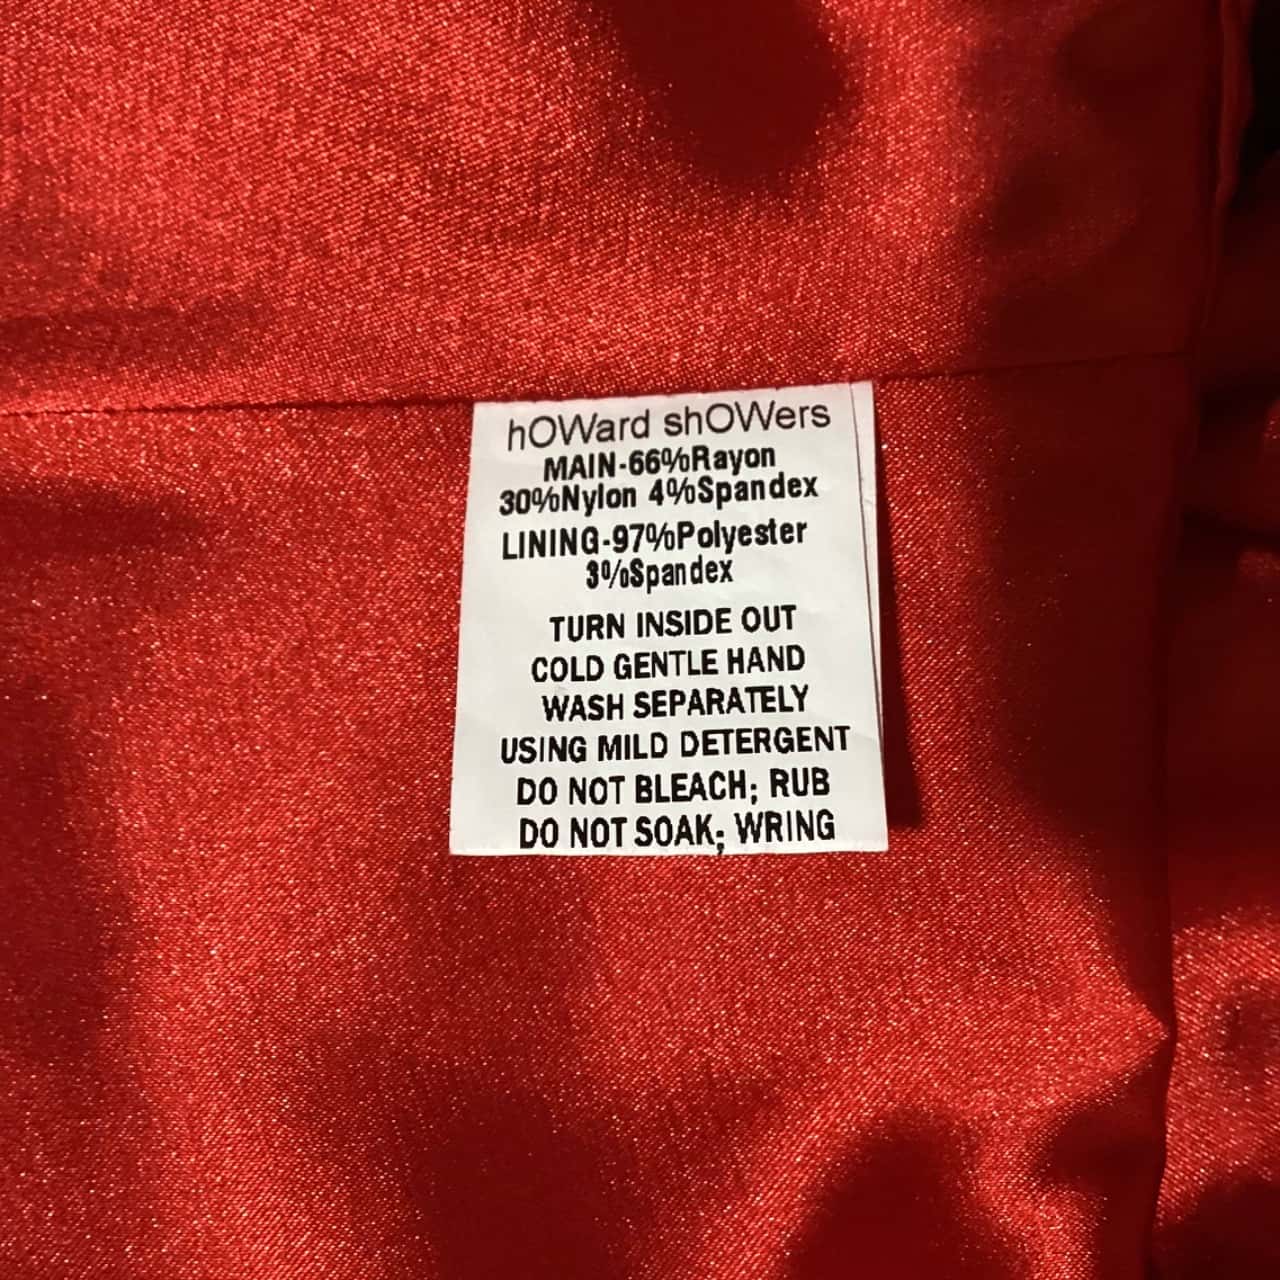 hOWard shOWers
MAIN-66%Rayon
30%Nylon 4%Spandex
LINING-97%Polyester
3%Spandex
TURN INSIDE OUT
COLD GENTLE HAND
WASH SEPARATELY
USING MILD DETERGENT
DO NOT BLEACH; RUB
DO NOT SOAK; WRING